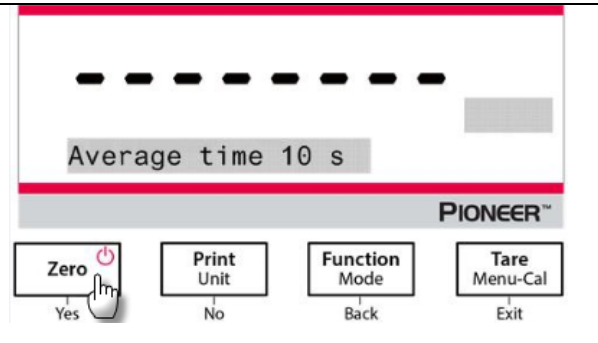 --------
Average time 10 s
PIONEER™
Zero Print Function Tare
Unit Mode Menu-Cal
Yes No Back Exit